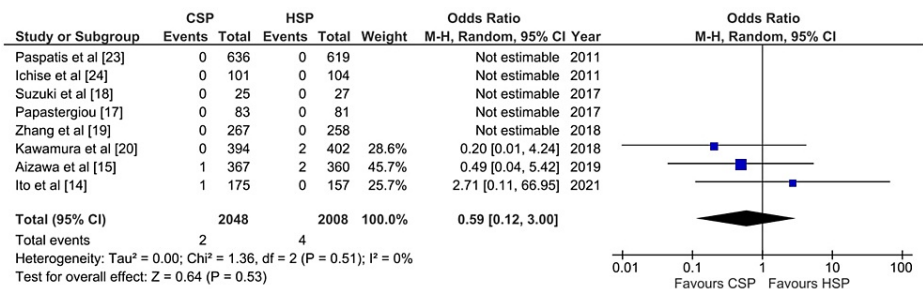 CSP HSP Odds Ratio Odds Ratio
Study or Subgroup Events Total Events Total Weight M-H, Random, 95% CI Year M-H, Random, 95% CI
Paspatis et al [23] 0 636 0 619 Not estimable 2011
Ichise et al [24] 0 101 0 104 Not estimable 2011
Suzuki et al [18] 0 25 0 27 Not estimable 2017
Papastergiou [17] 0 83 0 81 Not estimable 2017
Zhang et al [19] 0 267 0 258 Not estimable 2018
Kawamura et al [20] 0 394 2 402 28.6% 0.20 [0.01, 4.24] 2018
Aizawa et al [15] 1 367 2 360 45.7% 0.49 [0.04, 5.42] 2019
Ito et al [14] 1 175 0 157 25.7% 2.71 [0.11, 66.95] 2021
Total (95% CI) 2048 2008 100.0% 0.59 [0.12, 3.00]
Total events 2 4
Heterogeneity: Tau² = 0.00; Chi² = 1.36, df = 2 (P = 0.51); I² = 0%
Test for overall effect: Z = 0.64 (P = 0.53)
0.01 0.1 1 10 100
Favours CSP Favours HSP